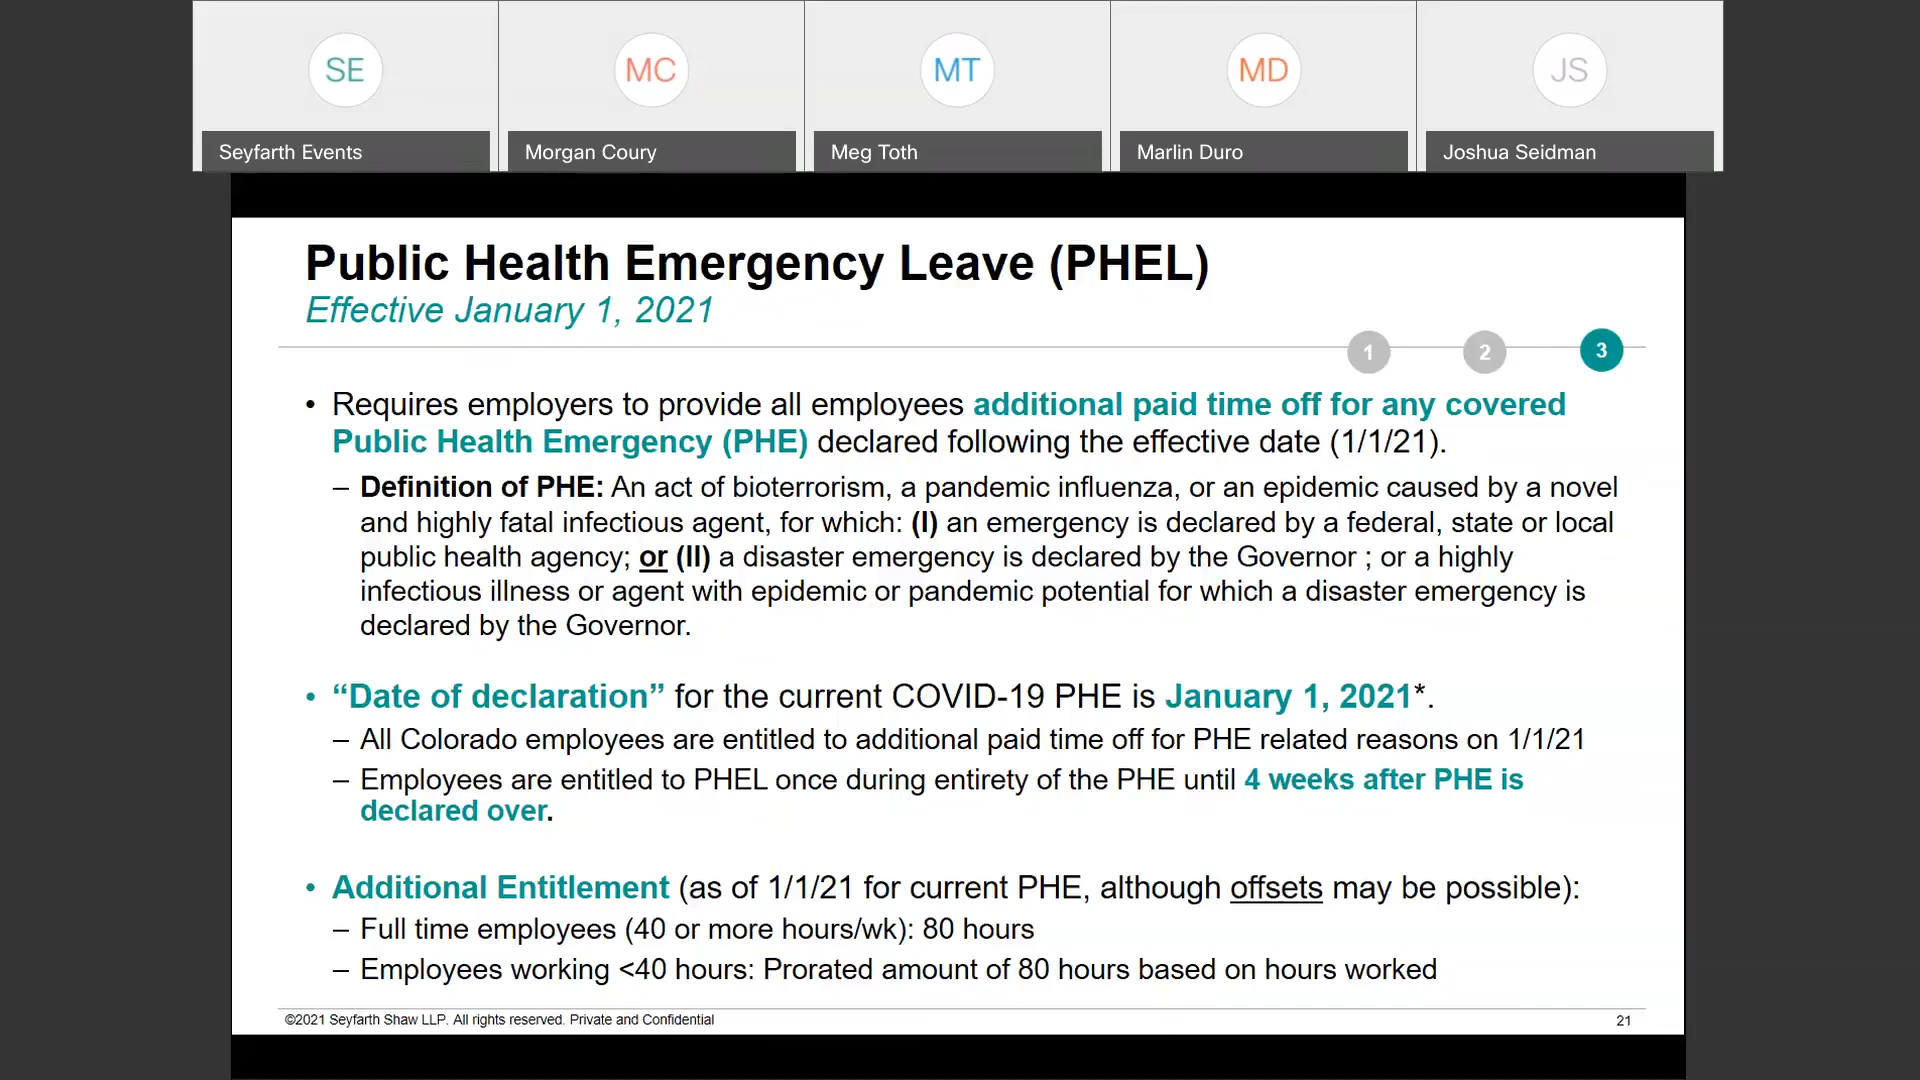 SE
MC
MT
MD
JS
Seyfarth Events
Morgan Coury
Meg Toth
Marlin Duro
Joshua Seidman
Public Health Emergency Leave (PHEL)
Effective January 1, 2021
1
2
3
• Requires employers to provide all employees additional paid time off for any covered
Public Health Emergency (PHE) declared following the effective date (1/1/21).
– Definition of PHE: An act of bioterrorism, a pandemic influenza, or an epidemic caused by a novel
and highly fatal infectious agent, for which: (I) an emergency is declared by a federal, state or local
public health agency; or (II) a disaster emergency is declared by the Governor ; or a highly
infectious illness or agent with epidemic or pandemic potential for which a disaster emergency is
declared by the Governor.
• “Date of declaration” for the current COVID-19 PHE is January 1, 2021*.
– All Colorado employees are entitled to additional paid time off for PHE related reasons on 1/1/21
– Employees are entitled to PHEL once during entirety of the PHE until 4 weeks after PHE is
declared over.
• Additional Entitlement (as of 1/1/21 for current PHE, although offsets may be possible):
– Full time employees (40 or more hours/wk): 80 hours
– Employees working <40 hours: Prorated amount of 80 hours based on hours worked
©2021 Seyfarth Shaw LLP. All rights reserved. Private and Confidential
21